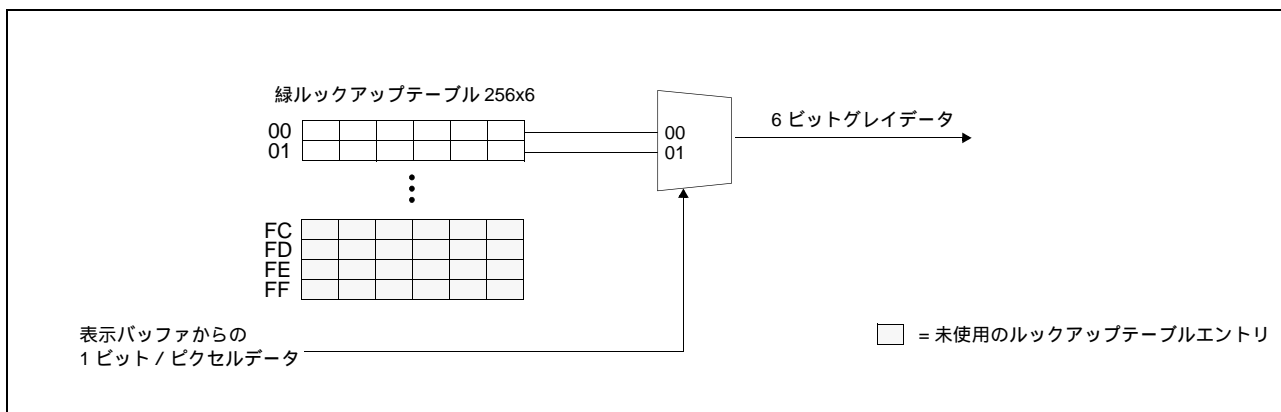 緑ルックアップテーブル 256x6
00
01
FC
FD
FE
FF
00
01
6 ビットグレイデータ
表示バッファからの
1 ビット / ピクセルデータ
= 未使用のルックアップテーブルエントリ